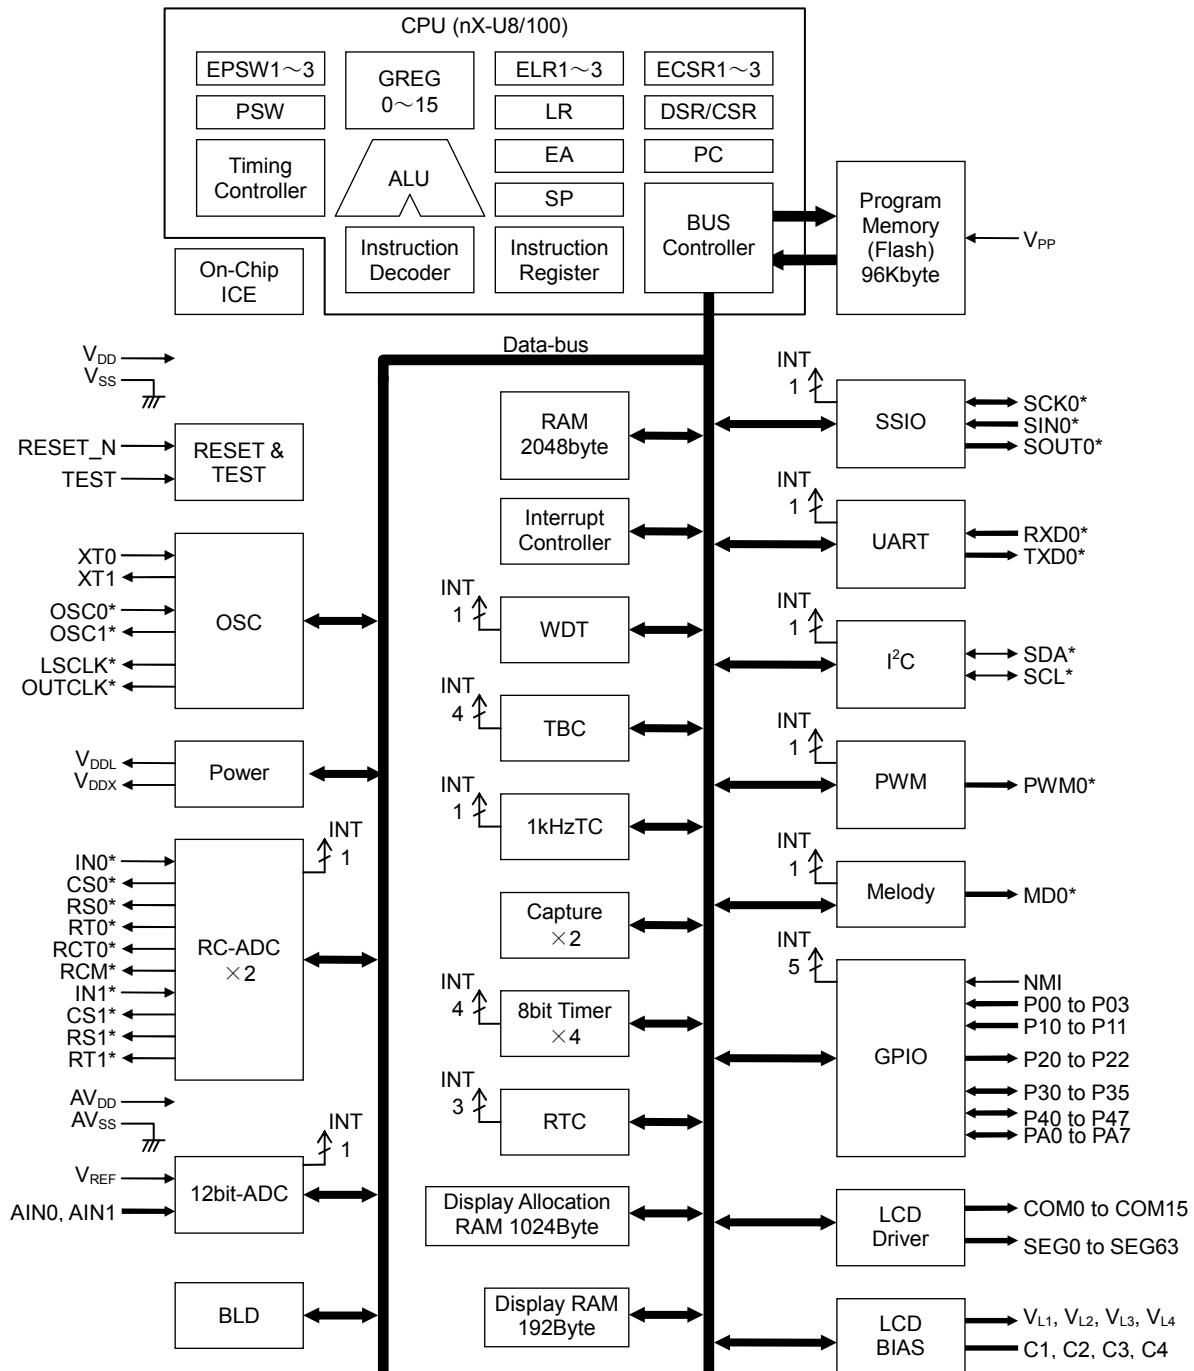 CPU (nX-U8/100)
EPSW1～3
GREG
0～15
ELR1～3
ECSR1～3
PSW
LR
DSR/CSR
Timing
Controller
ALU
EA
PC
SP
BUS
Controller
Program
Memory
(Flash)
96Kbyte
VPP
On-Chip
ICE
Instruction
Decoder
Instruction
Register
Data-bus
VDD
VSS
RESET_N
TEST
RESET &
TEST
XT0
XT1
OSC0*
OSC1*
LSCLK*
OUTCLK*
OSC
VDDL
VDDX
Power
IN0*
CS0*
RS0*
RT0*
RCT0*
RCM*
IN1*
CS1*
RS1*
RT1*
RC-ADC
×2
INT
1
AVDD
AVSS
VREF
AIN0, AIN1
12bit-ADC
INT
1
BLD
RAM
2048byte
Interrupt
Controller
INT
1
WDT
INT
4
TBC
INT
1
1kHzTC
Capture
×2
INT
4
8bit Timer
×4
INT
3
RTC
Display Allocation
RAM 1024Byte
Display RAM
192Byte
INT
1
SSIO
SCK0*
SIN0*
SOUT0*
INT
1
UART
RXD0*
TXD0*
INT
1
I²C
SDA*
SCL*
INT
1
PWM
PWM0*
INT
1
Melody
MD0*
INT
5
GPIO
NMI
P00 to P03
P10 to P11
P20 to P22
P30 to P35
P40 to P47
PA0 to PA7
LCD
Driver
COM0 to COM15
SEG0 to SEG63
LCD
BIAS
VL1, VL2, VL3, VL4
C1, C2, C3, C4